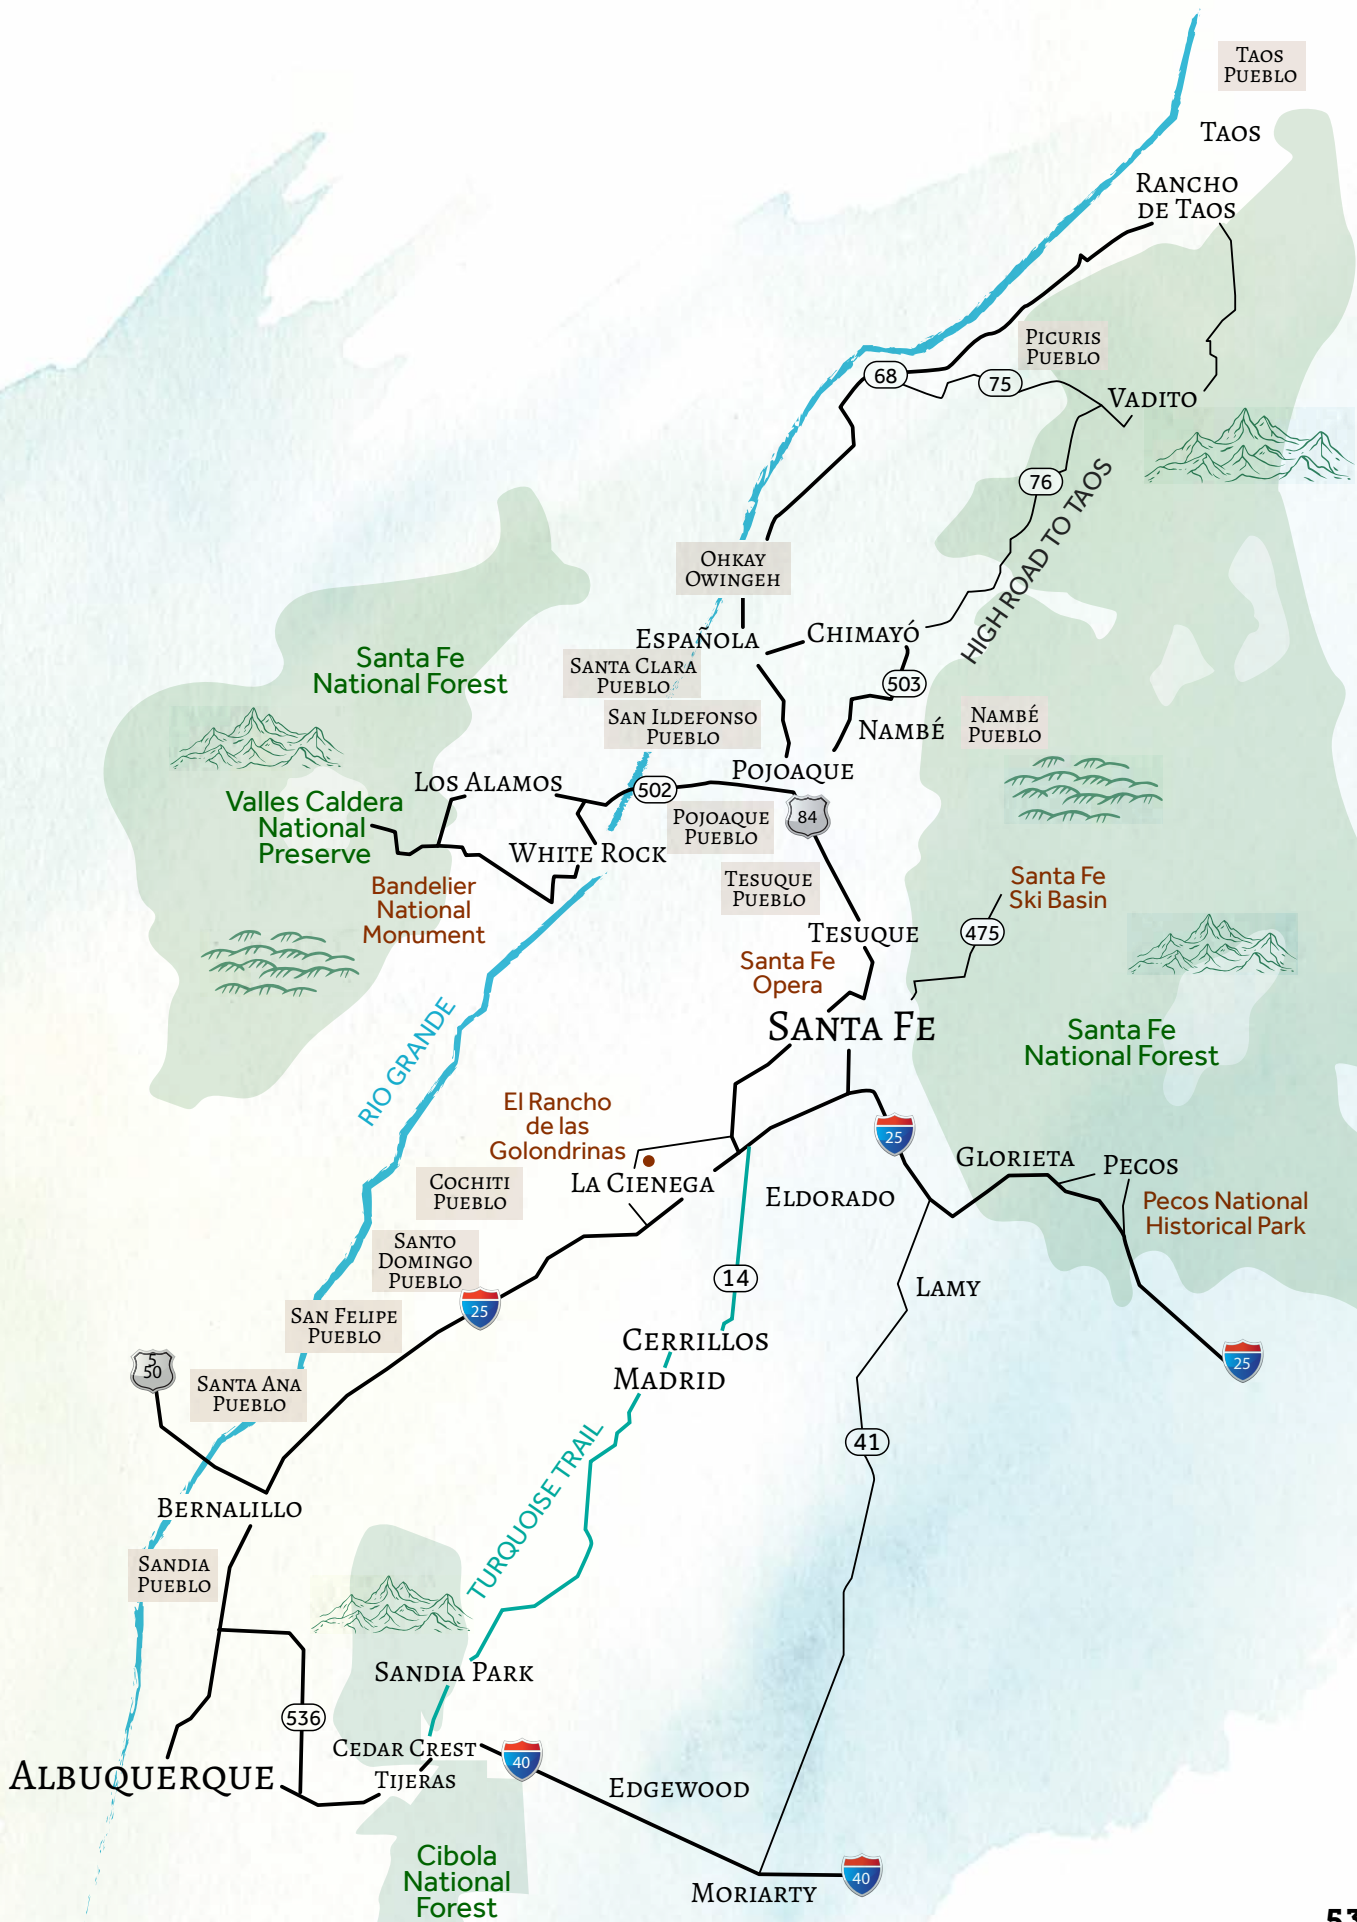 TAOS
PUEBLO
TAOS
RANCHO
DE TAOS
PICURIS
PUEBLO
68
75
VADITO
76
HIGH ROAD TO TAOS
OHKAY
OWINGEH
ESPAÑOLA
CHIMAYÓ
SANTA CLARA
PUEBLO
503
Santa Fe
National Forest
SAN ILDEFONSO
PUEBLO
NAMBÉ
NAMBÉ
PUEBLO
POJOAQUE
LOS ALAMOS
502
Valles Caldera
National
Preserve
POJOAQUE
PUEBLO
84
WHITE ROCK
Bandelier
National
Monument
TESUQUE
PUEBLO
Santa Fe
Ski Basin
TESUQUE
475
Santa Fe
Opera
SANTA FE
Santa Fe
National Forest
RIO GRANDE
El Rancho
de las
Golondrinas
25
GLORIETA
PECOS
COCHITI
PUEBLO
LA CIENEGA
ELDORADO
Pecos National
Historical Park
SANTO
DOMINGO
PUEBLO
14
LAMY
25
SAN FELIPE
PUEBLO
CERRILLOS
25
5
50
MADRID
SANTA ANA
PUEBLO
41
TURQUOISE TRAIL
BERNALILLO
SANDIA
PUEBLO
SANDIA PARK
536
CEDAR CREST
40
ALBUQUERQUE
TIJERAS
EDGEWOOD
Cibola
National
Forest
40
MORIARTY
53